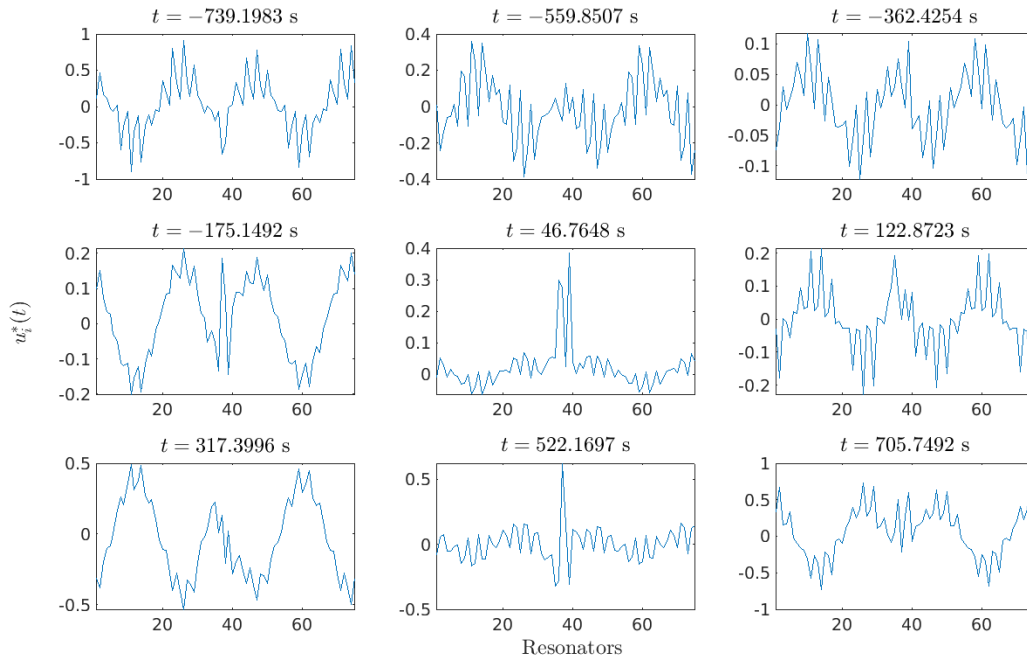 t = −739.1983 s
1
0.5
0
-0.5
-1
20 40 60
t = −559.8507 s
0.4
0.2
0
-0.2
-0.4
20 40 60
t = −362.4254 s
0.1
0.05
0
-0.05
-0.1
20 40 60
t = −175.1492 s
0.2
0.1
0
-0.1
-0.2
20 40 60
t = 46.7648 s
0.4
0.3
0.2
0.1
0
20 40 60
t = 122.8723 s
0.2
0.1
0
-0.1
-0.2
20 40 60
u_i^*(t)
t = 317.3996 s
0.5
0
-0.5
20 40 60
t = 522.1697 s
0.5
0
-0.5
20 40 60
t = 705.7492 s
1
0.5
0
-0.5
-1
20 40 60
Resonators